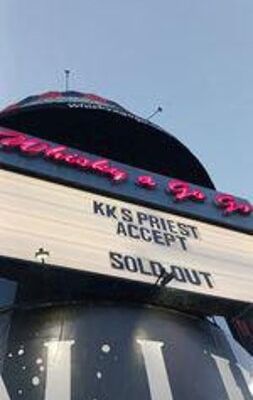 Whisky a Go Go
KK S PRIEST
ACCEPT
SOLD OUT